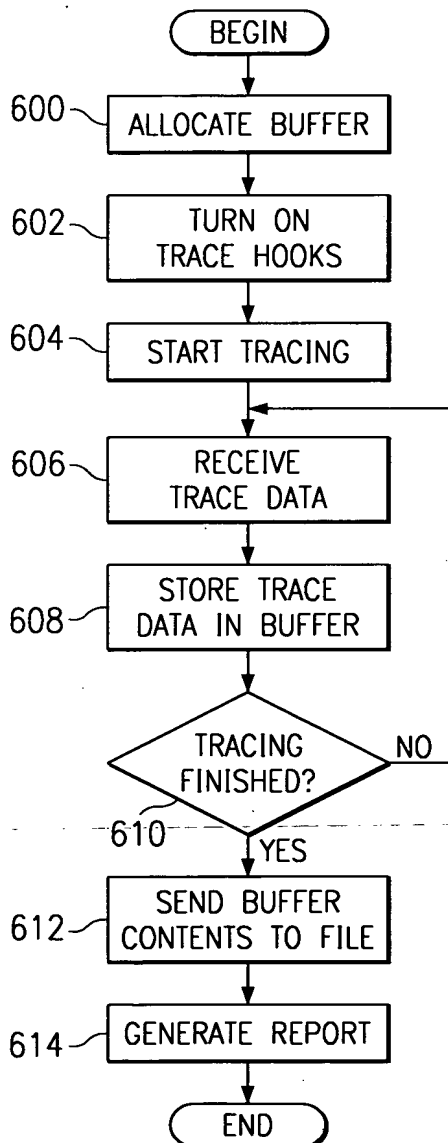 BEGIN
600
ALLOCATE BUFFER
602
TURN ON
TRACE HOOKS
604
START TRACING
606
RECEIVE
TRACE DATA
608
STORE TRACE
DATA IN BUFFER
TRACING
FINISHED?
NO
610
YES
612
SEND BUFFER
CONTENTS TO FILE
614
GENERATE REPORT
END